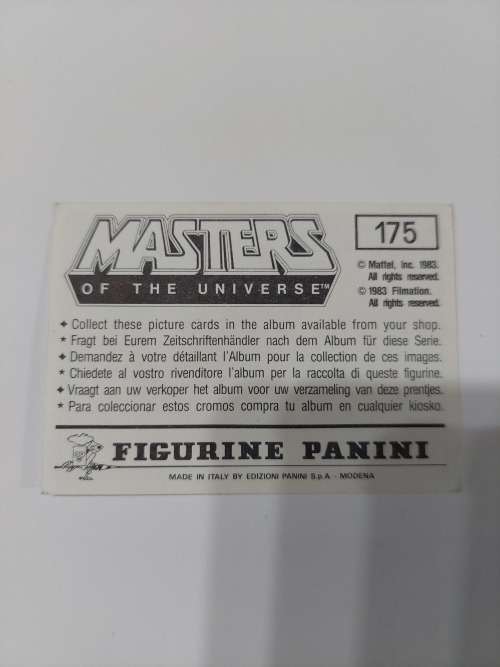 MASTERS
OF THE UNIVERSE™
175
© Mattel, Inc. 1983.
All rights reserved.
© 1983 Filmation.
All rights reserved.
✦ Collect these picture cards in the album available from your shop.
★ Fragt bei Eurem Zeitschriftenhändler nach dem Album für diese Serie.
✦ Demandez à votre détaillant l'Album pour la collection de ces images.
★ Chiedete al vostro rivenditore l'album per la raccolta di queste figurine.
✦ Vraagt aan uw verkoper het album voor uw verzameling van deze prentjes.
★ Para coleccionar estos cromos compra tu album en cualquier kiosko.
FIGURINE PANINI
MADE IN ITALY BY EDIZIONI PANINI S.p.A - MODENA